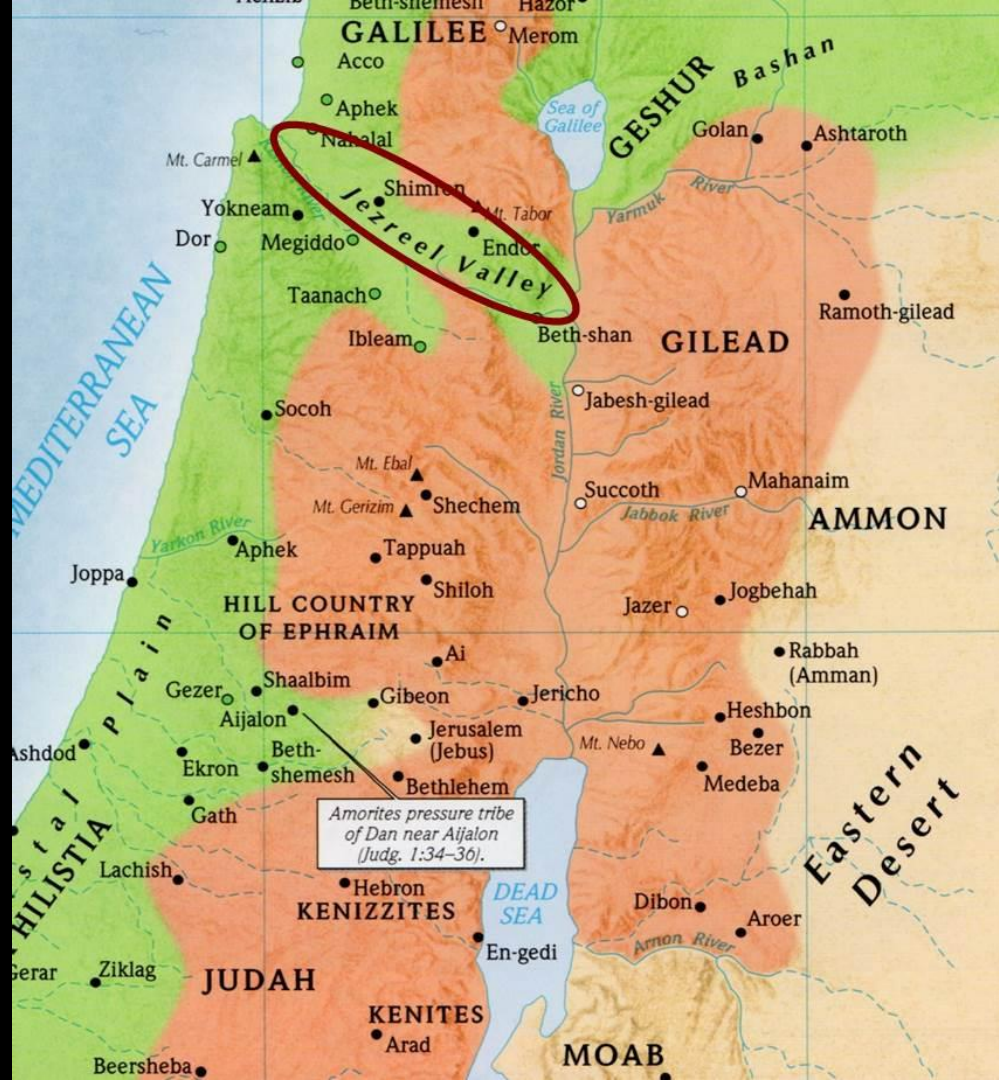 Beth-shemesh
Hazor
GALILEE
Merom
Acco
Bashan
Sea of
Galilee
GESHUR
Aphek
Golan
Ashtaroth
Nahalal
Mt. Carmel
Shimron
Yarmuk River
Yokneam
Mt. Tabor
Dor
Megiddo
Endor
Jezreel Valley
Taanach
Ramoth-gilead
MEDITERRANEAN
SEA
Ibleam
Beth-shan
GILEAD
Jordan River
Jabesh-gilead
Socoh
Mt. Ebal
Shechem
Mt. Gerizim
Succoth
Mahanaim
Jabbok River
AMMON
Yarkon River
Aphek
Tappuah
Joppa
Shiloh
Jogbehah
HILL COUNTRY
OF EPHRAIM
Jazer
Ai
Rabbah
(Amman)
Plain
Shaalbim
Gezer
Gibeon
Jericho
Aijalon
Heshbon
Jerusalem
(Jebus)
Mt. Nebo
Bezer
Ashdod
Ekron
Beth-
shemesh
Medeba
Bethlehem
Gath
Amorites pressure tribe
of Dan near Aijalon
(Judg. 1:34–36).
Eastern
Desert
Lachish
Hebron
KENIZZITES
DEAD
SEA
Dibon
Aroer
En-gedi
Arnon River
Ziklag
JUDAH
KENITES
Arad
MOAB
Beersheba